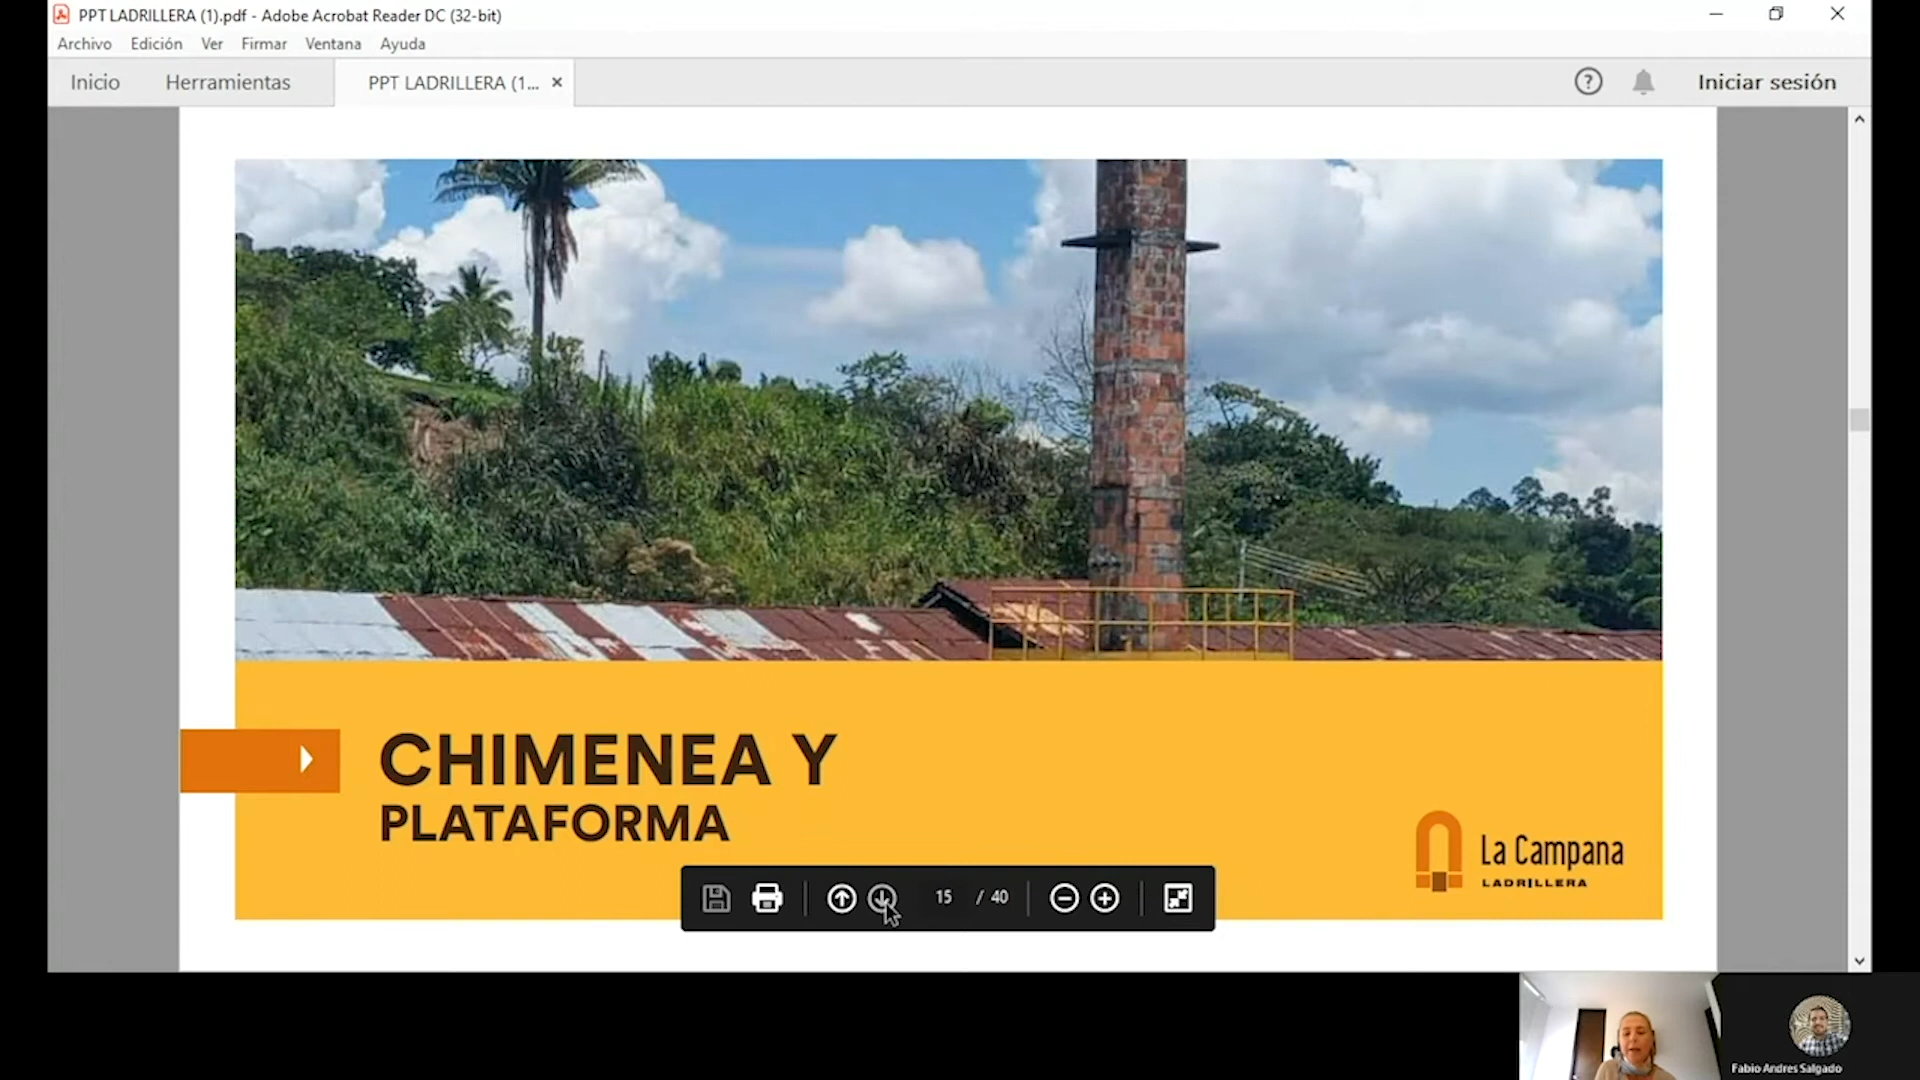 PPT LADRILLERA (1).pdf - Adobe Acrobat Reader DC (32-bit)
Archivo Edición Ver Firmar Ventana Ayuda
Inicio Herramientas PPT LADRILLERA (1... Iniciar sesión
CHIMENEA Y
PLATAFORMA
La Campana
LADRILLERA
15 / 40
Fabio Andres Salgado